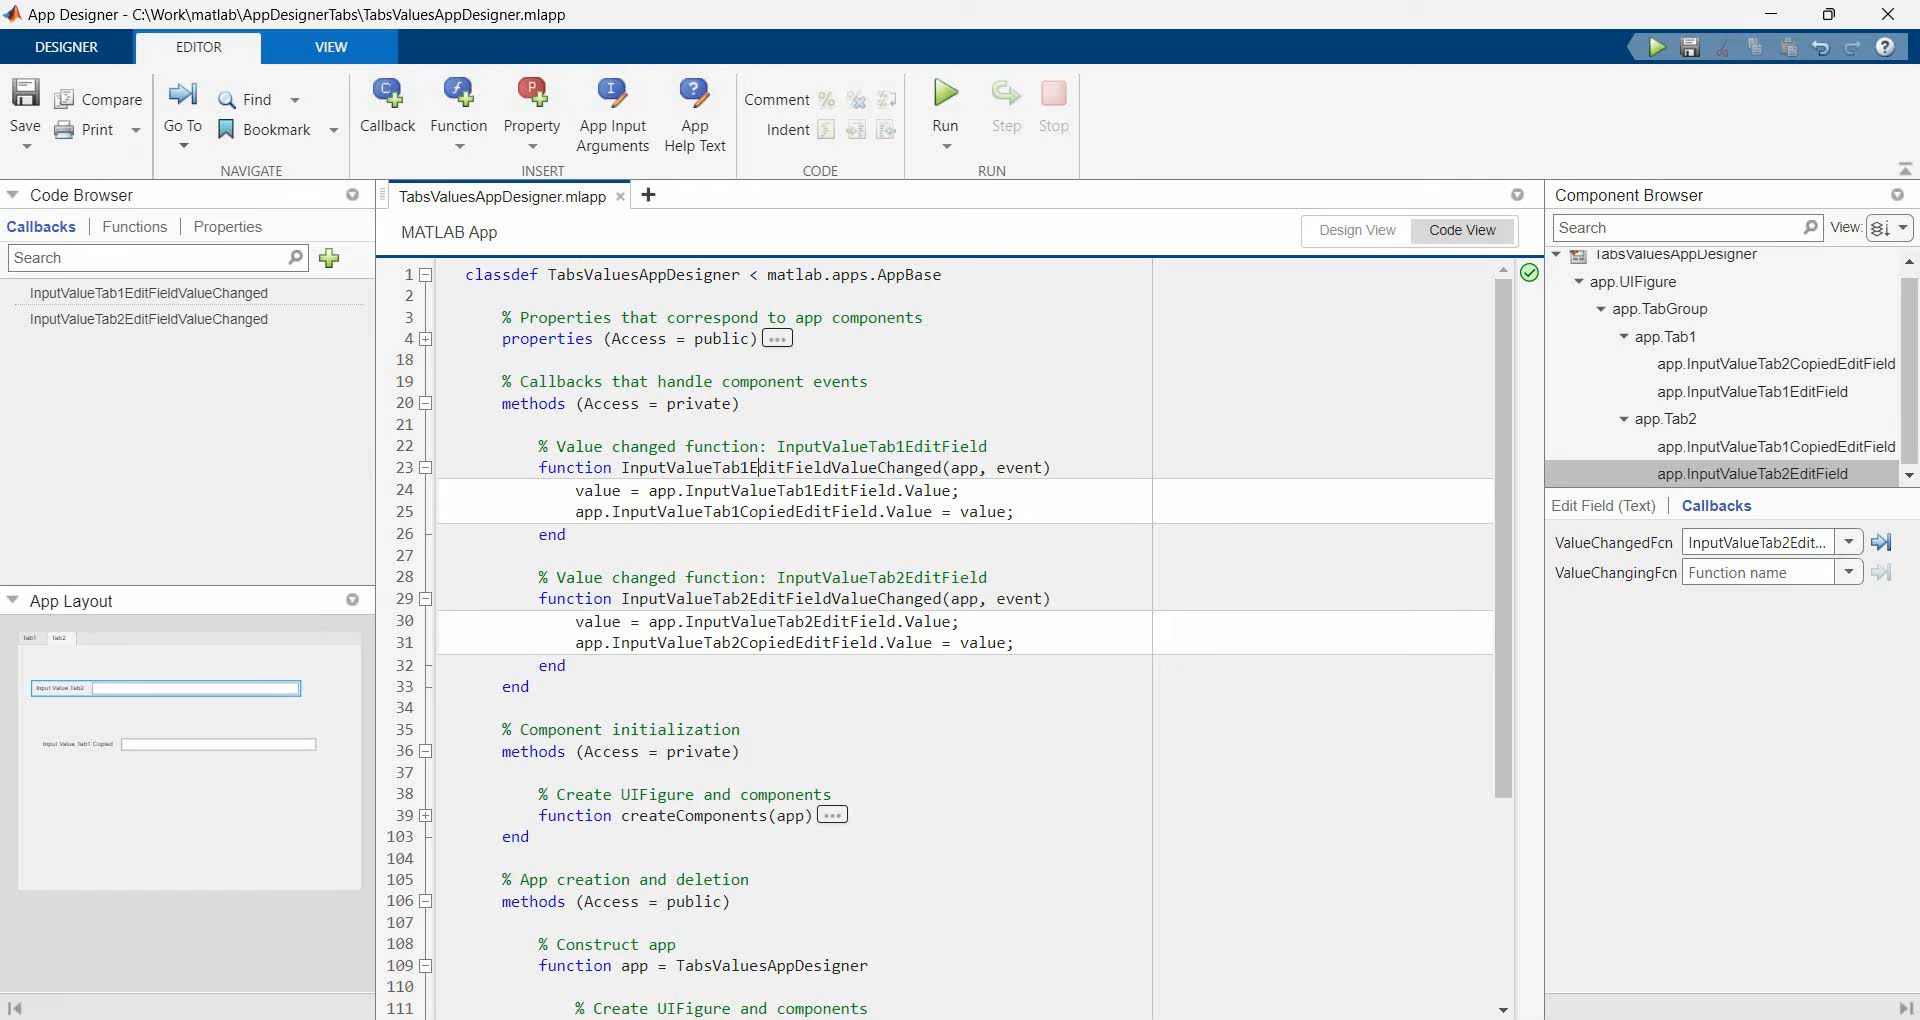 App Designer - C:\Work\matlab\AppDesignerTabs\TabsValuesAppDesigner.mlapp
DESIGNER
EDITOR
VIEW
Save
Compare
Print
Go To
Find
Bookmark
NAVIGATE
Callback
Function
Property
App Input Arguments
App Help Text
INSERT
Comment
Indent
CODE
Run
Step
Stop
RUN
Code Browser
Callbacks
Functions
Properties
Search
InputValueTab1EditFieldValueChanged
InputValueTab2EditFieldValueChanged
App Layout
Tab1
Tab2
Input Value Tab2
Input Value Tab1 Copied
TabsValuesAppDesigner.mlapp
MATLAB App
Design View
Code View
1 classdef TabsValuesAppDesigner < matlab.apps.AppBase
2
3 % Properties that correspond to app components
4 properties (Access = public) ...
18
19 % Callbacks that handle component events
20 methods (Access = private)
21
22 % Value changed function: InputValueTab1EditField
23 function InputValueTab1EditFieldValueChanged(app, event)
24 value = app.InputValueTab1EditField.Value;
25 app.InputValueTab1CopiedEditField.Value = value;
26 end
27
28 % Value changed function: InputValueTab2EditField
29 function InputValueTab2EditFieldValueChanged(app, event)
30 value = app.InputValueTab2EditField.Value;
31 app.InputValueTab2CopiedEditField.Value = value;
32 end
33 end
34
35 % Component initialization
36 methods (Access = private)
37
38 % Create UIFigure and components
39 function createComponents(app) ...
103 end
104
105 % App creation and deletion
106 methods (Access = public)
107
108 % Construct app
109 function app = TabsValuesAppDesigner
110
111 % Create UIFigure and components
Component Browser
Search
View:
TabsValuesAppDesigner
app.UIFigure
app.TabGroup
app.Tab1
app.InputValueTab2CopiedEditField
app.InputValueTab1EditField
app.Tab2
app.InputValueTab1CopiedEditField
app.InputValueTab2EditField
Edit Field (Text)
Callbacks
ValueChangedFcn
InputValueTab2Edit...
ValueChangingFcn
Function name